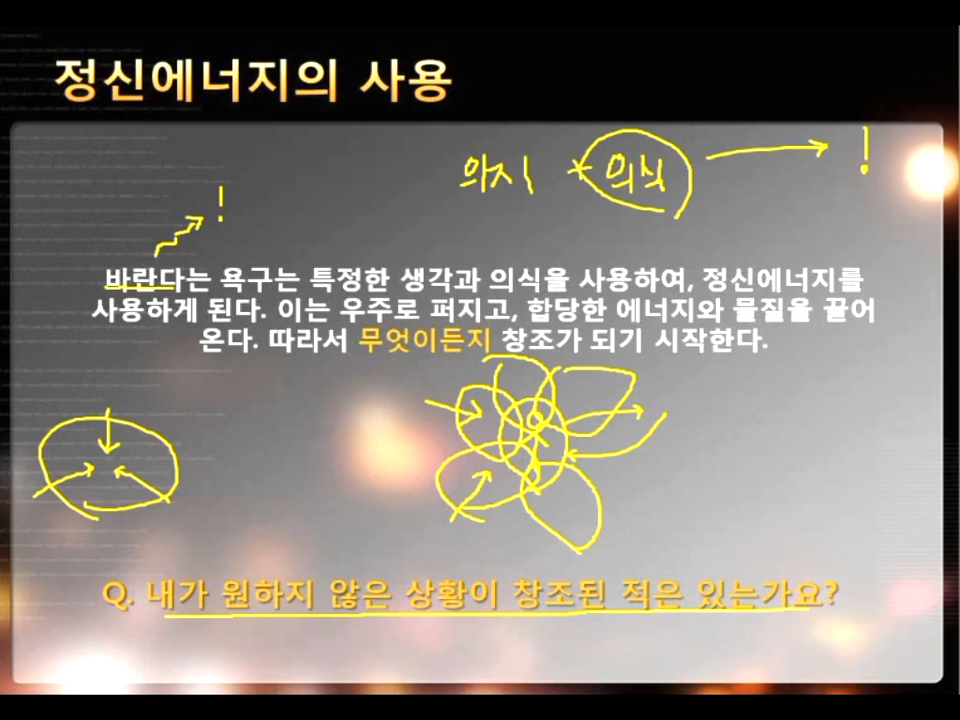 정신에너지의 사용
의지 + 의식 → !
!
바란다는 욕구는 특정한 생각과 의식을 사용하여, 정신에너지를
사용하게 된다. 이는 우주로 퍼지고, 합당한 에너지와 물질을 끌어
온다. 따라서 무엇이든지 창조가 되기 시작한다.
Q. 내가 원하지 않은 상황이 창조된 적은 있는가요?